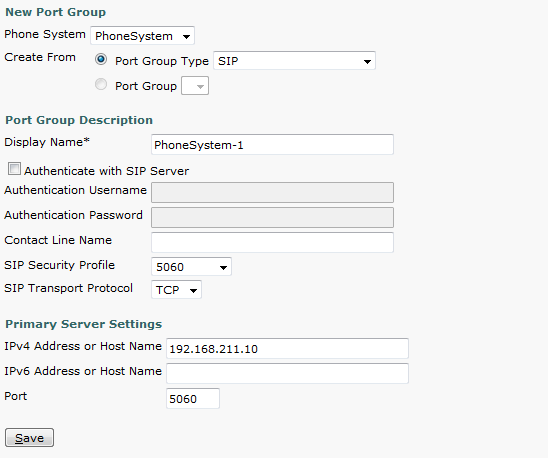 New Port Group
Phone System PhoneSystem
Create From Port Group Type SIP
Port Group
Port Group Description
Display Name* PhoneSystem-1
Authenticate with SIP Server
Authentication Username
Authentication Password
Contact Line Name
SIP Security Profile 5060
SIP Transport Protocol TCP
Primary Server Settings
IPv4 Address or Host Name 192.168.211.10
IPv6 Address or Host Name
Port 5060
Save